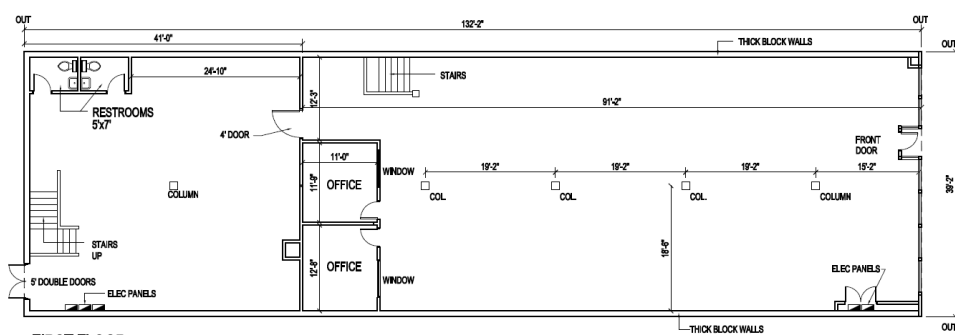 OUT
132'-2"
OUT
41'-0"
OUT
THICK BLOCK WALLS
24'-10"
STAIRS
RESTROOMS
5'x7'
12'-3"
91'-2"
4' DOOR
FRONT
DOOR
11'-0"
WINDOW
19'-2"
19'-2"
19'-2"
15'-2"
39'-2"
11'-9"
OFFICE
COLUMN
COL.
COL.
COL.
COLUMN
STAIRS
UP
18'-6"
12'-8"
OFFICE
WINDOW
ELEC PANELS
5' DOUBLE DOORS
ELEC PANELS
THICK BLOCK WALLS
OUT